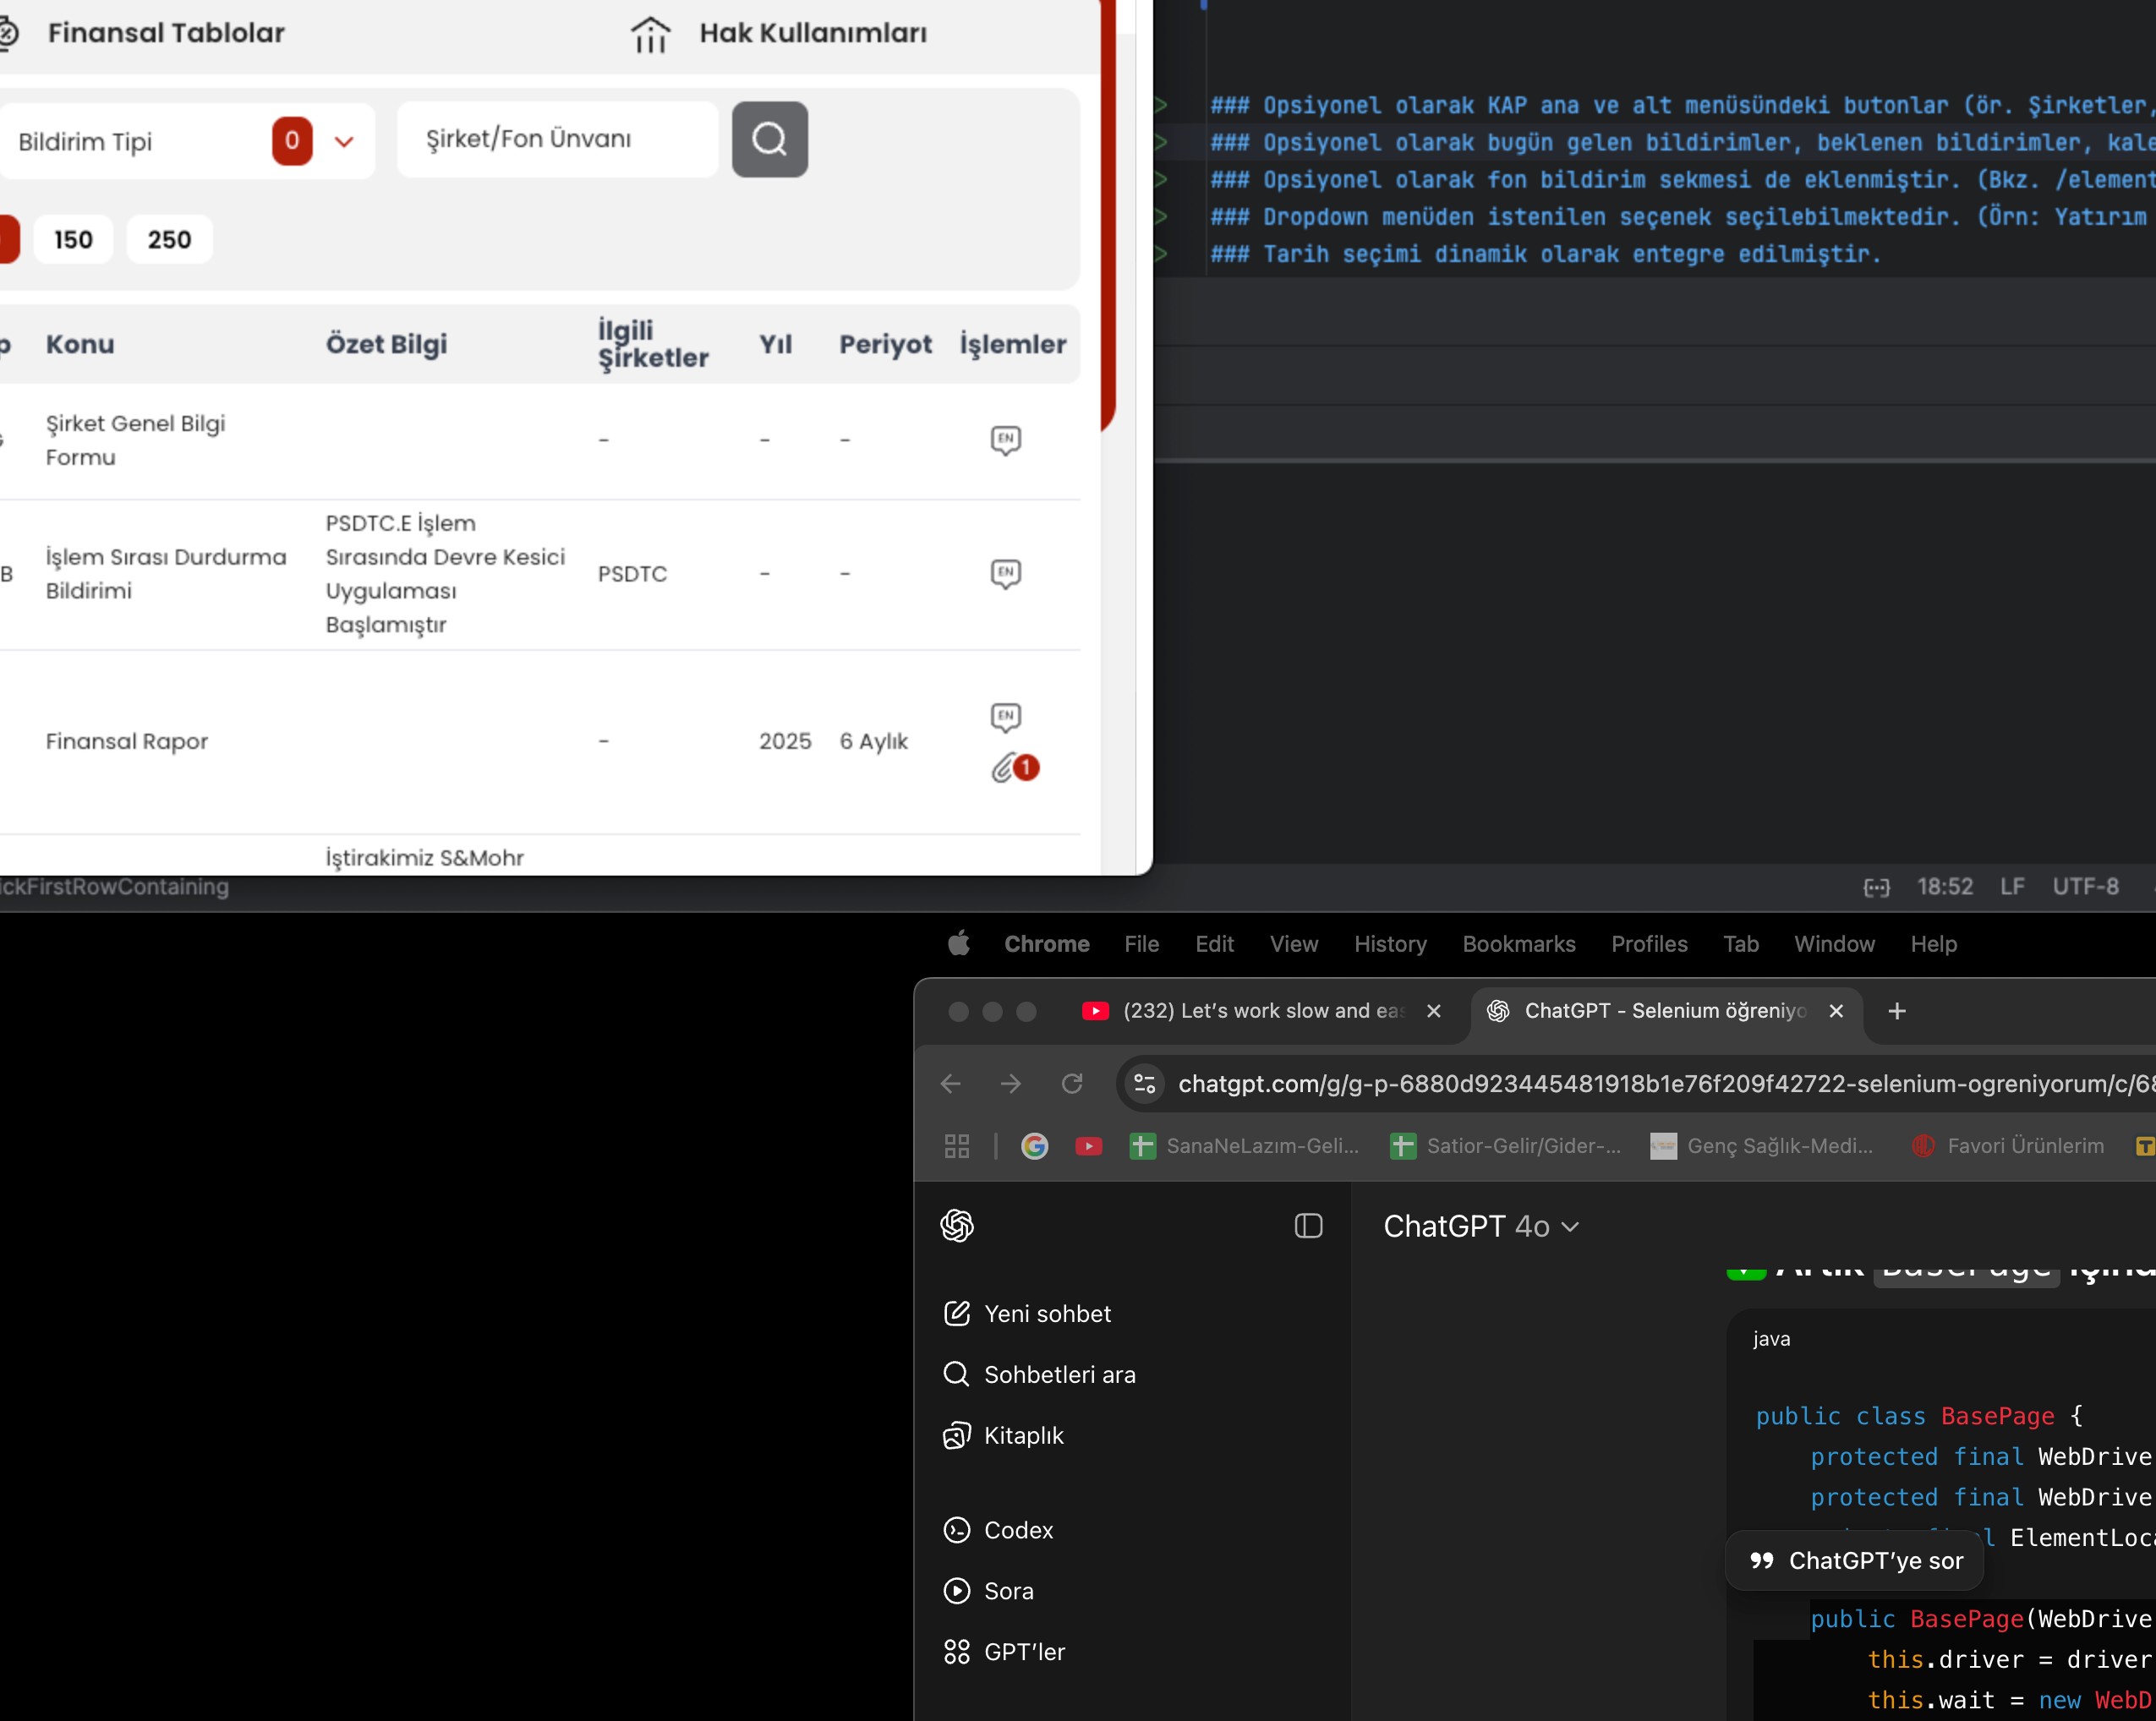 Finansal Tablolar
Hak Kullanımları
Bildirim Tipi
0
Şirket/Fon Ünvanı
150
250
Konu
Özet Bilgi
İlgili
Şirketler
Yıl
Periyot
İşlemler
Şirket Genel Bilgi
Formu
-
-
-
EN
B
İşlem Sırası Durdurma
Bildirimi
PSDTC.E İşlem
Sırasında Devre Kesici
Uygulaması
Başlamıştır
PSDTC
-
-
EN
Finansal Rapor
-
2025
6 Aylık
EN
1
İştirakimiz S&Mohr
### Opsiyonel olarak KAP ana ve alt menüsündeki butonlar (ör. Şirketler,
### Opsiyonel olarak bugün gelen bildirimler, beklenen bildirimler, kale
### Opsiyonel olarak fon bildirim sekmesi de eklenmiştir. (Bkz. /element
### Dropdown menüden istenilen seçenek seçilebilmektedir. (Örn: Yatırım
### Tarih seçimi dinamik olarak entegre edilmiştir.
ickFirstRowContaining
18:52 LF UTF-8
Chrome File Edit View History Bookmarks Profiles Tab Window Help
(232) Let's work slow and eas
ChatGPT - Selenium öğreniyo
chatgpt.com/g/g-p-6880d923445481918b1e76f209f42722-selenium-ogreniyorum/c/68
SanaNeLazım-Geli...
Satior-Gelir/Gider-...
Genç Sağlık-Medi...
Favori Ürünlerim
ChatGPT 4o
Yeni sohbet
Sohbetleri ara
Kitaplık
Codex
Sora
GPT'ler
java
public class BasePage {
protected final WebDrive
protected final WebDrive
ElementLoca
ChatGPT'ye sor
public BasePage(WebDrive
this.driver = driver
this.wait = new WebD